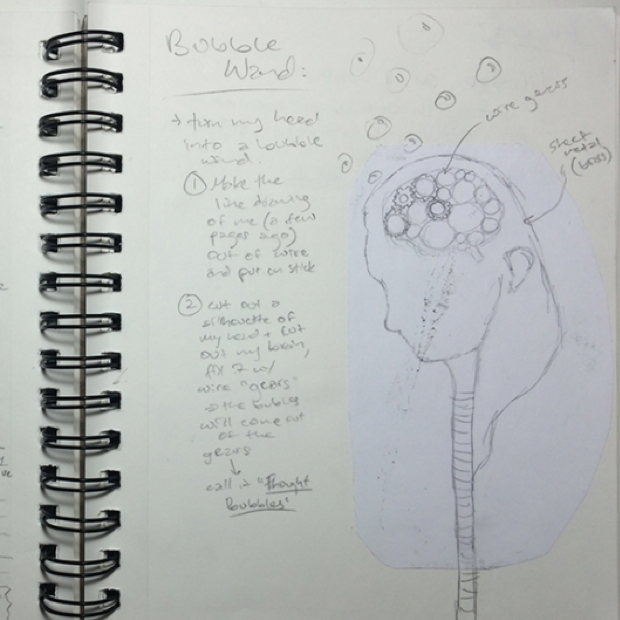 Bubble
Wand:
→ turn my head
into a bubble
wand.
① Make the
line drawing
of me (a few
pages ago)
out of wire
and put on stick
② cut out a
silhouette of
my head + cut
out my brain,
fill it w/
wire "gears"
→ the bubbles
will come out
of the
gears
↓
call it "Thought
Bubbles"
wire gears
sheet
metal
(brass)